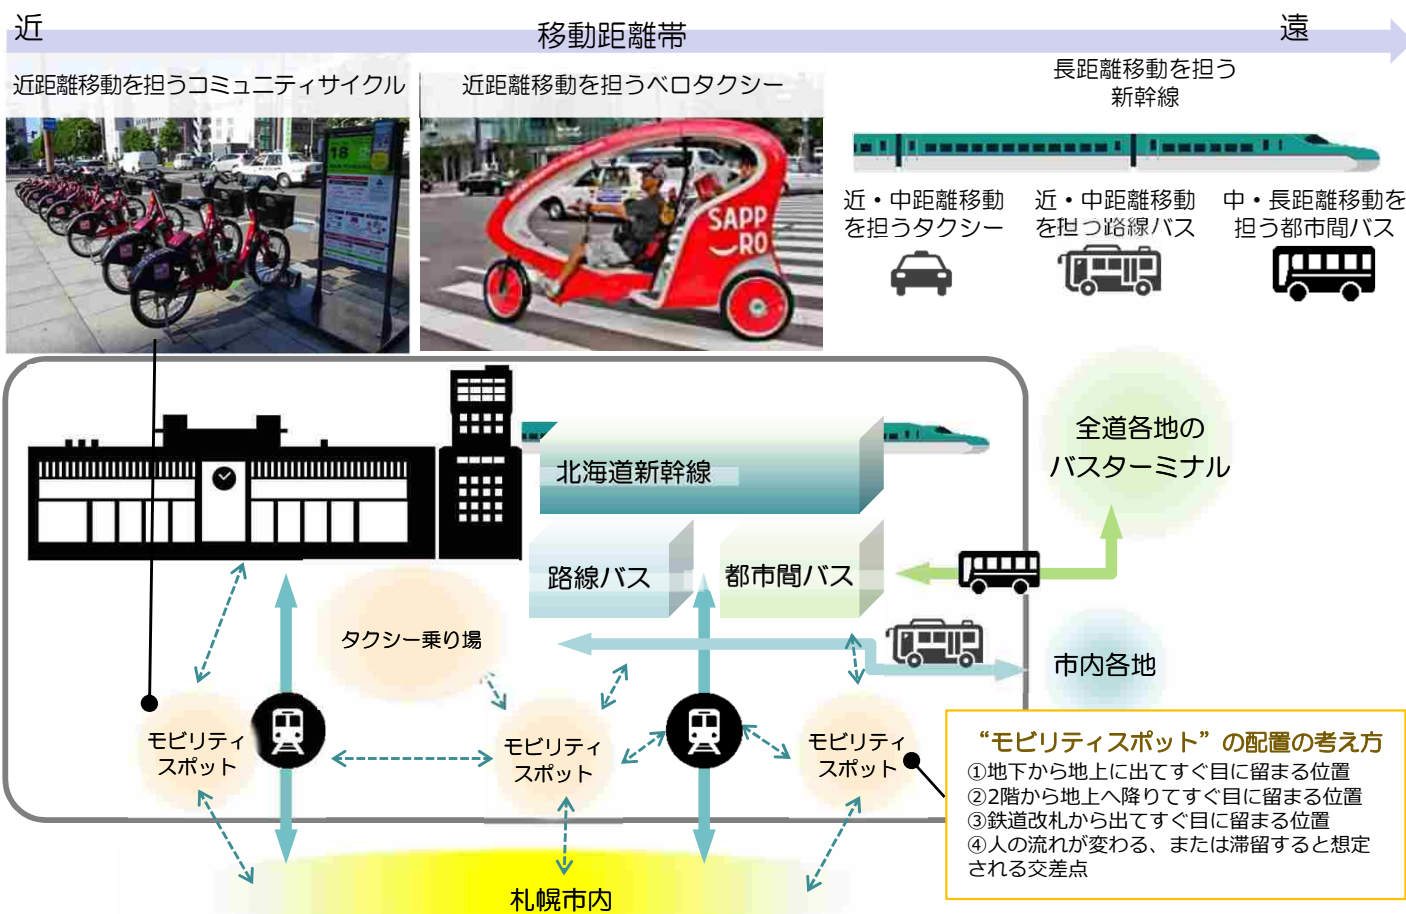 近
移動距離帯
遠
近距離移動を担うコミュニティサイクル
近距離移動を担うベロタクシー
長距離移動を担う
新幹線
18
SAPP
RO
近・中距離移動
を担うタクシー
近・中距離移動
を担う路線バス
中・長距離移動を
担う都市間バス
全道各地の
バスターミナル
北海道新幹線
路線バス
都市間バス
タクシー乗り場
市内各地
モビリティ
スポット
モビリティ
スポット
モビリティ
スポット
“モビリティスポット”の配置の考え方
①地下から地上に出てすぐ目に留まる位置
②2階から地上へ降りてすぐ目に留まる位置
③鉄道改札から出てすぐ目に留まる位置
④人の流れが変わる、または滞留すると想定
される交差点
札幌市内